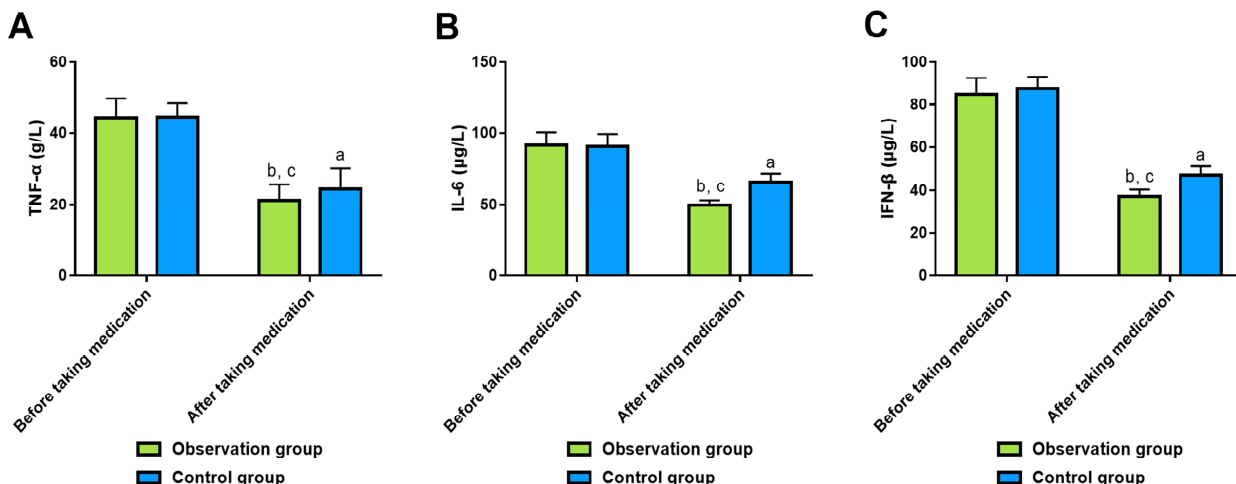 A
TNF-α (g/L)
60
40
20
0
b, c
a
Before taking medication
After taking medication
Observation group
Control group
B
IL-6 (µg/L)
150
100
50
0
b, c
a
Before taking medication
After taking medication
Observation group
Control group
C
IFN-β (µg/L)
100
80
60
40
20
0
b, c
a
Before taking medication
After taking medication
Observation group
Control group